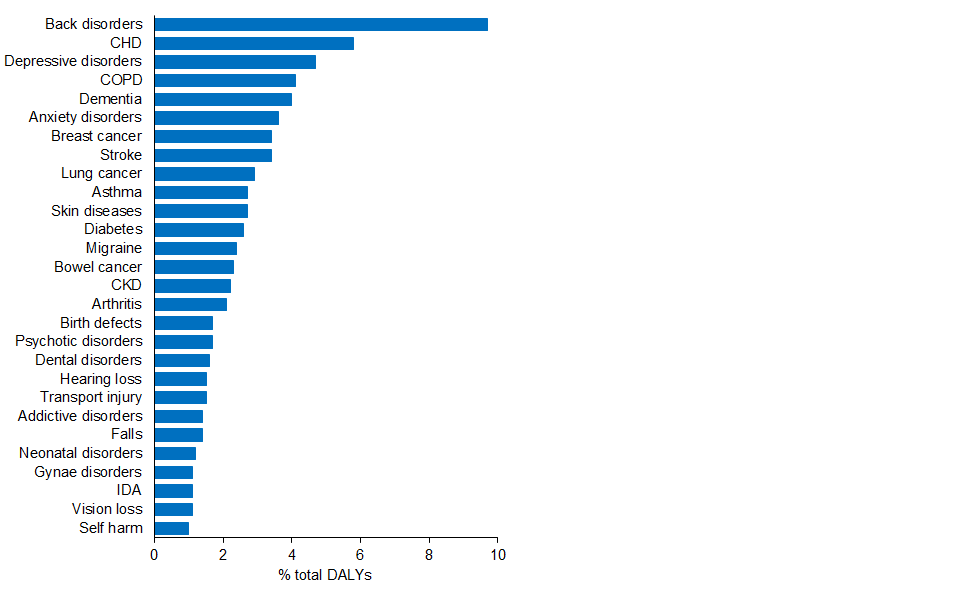 Back disorders
CHD
Depressive disorders
COPD
Dementia
Anxiety disorders
Breast cancer
Stroke
Lung cancer
Asthma
Skin diseases
Diabetes
Migraine
Bowel cancer
CKD
Arthritis
Birth defects
Psychotic disorders
Dental disorders
Hearing loss
Transport injury
Addictive disorders
Falls
Neonatal disorders
Gynae disorders
IDA
Vision loss
Self harm
0 2 4 6 8 10
% total DALYs